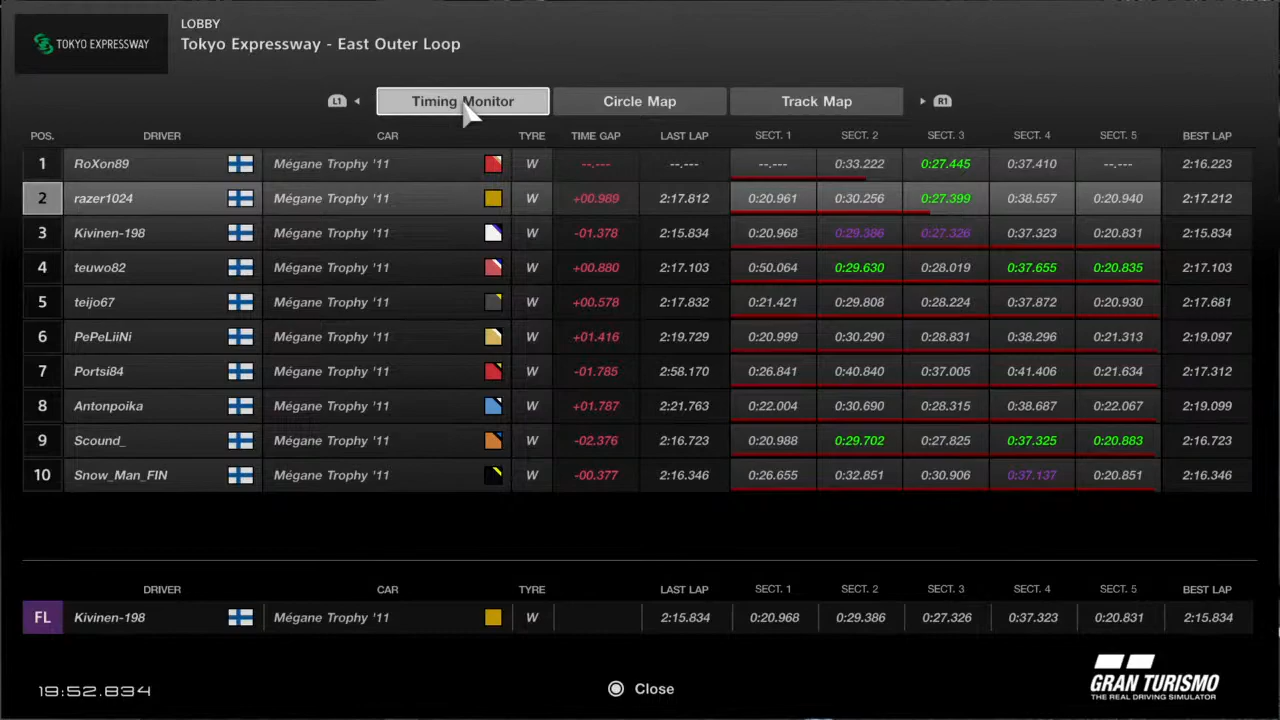 LOBBY
TOKYO EXPRESSWAY
Tokyo Expressway - East Outer Loop
L1 Timing Monitor Circle Map Track Map R1
POS. DRIVER CAR TYRE TIME GAP LAST LAP SECT. 1 SECT. 2 SECT. 3 SECT. 4 SECT. 5 BEST LAP
1 RoXon89 Mégane Trophy '11 W --.--- --.--- --.--- 0:33.222 0:27.445 0:37.410 --.--- 2:16.223
2 razer1024 Mégane Trophy '11 W +00.989 2:17.812 0:20.961 0:30.256 0:27.399 0:38.557 0:20.940 2:17.212
3 Kivinen-198 Mégane Trophy '11 W -01.378 2:15.834 0:20.968 0:29.386 0:27.326 0:37.323 0:20.831 2:15.834
4 teuwo82 Mégane Trophy '11 W +00.880 2:17.103 0:50.064 0:29.630 0:28.019 0:37.655 0:20.835 2:17.103
5 teijo67 Mégane Trophy '11 W +00.578 2:17.832 0:21.421 0:29.808 0:28.224 0:37.872 0:20.930 2:17.681
6 PePeLiiNi Mégane Trophy '11 W +01.416 2:19.729 0:20.999 0:30.290 0:28.831 0:38.296 0:21.313 2:19.097
7 Portsi84 Mégane Trophy '11 W -01.785 2:58.170 0:26.841 0:40.840 0:37.005 0:41.406 0:21.634 2:17.312
8 Antonpoika Mégane Trophy '11 W +01.787 2:21.763 0:22.004 0:30.690 0:28.315 0:38.687 0:22.067 2:19.099
9 Scound_ Mégane Trophy '11 W -02.376 2:16.723 0:20.988 0:29.702 0:27.825 0:37.325 0:20.883 2:16.723
10 Snow_Man_FIN Mégane Trophy '11 W -00.377 2:16.346 0:26.655 0:32.851 0:30.906 0:37.137 0:20.851 2:16.346
DRIVER CAR TYRE LAST LAP SECT. 1 SECT. 2 SECT. 3 SECT. 4 SECT. 5 BEST LAP
FL Kivinen-198 Mégane Trophy '11 W 2:15.834 0:20.968 0:29.386 0:27.326 0:37.323 0:20.831 2:15.834
19:52.834
Close
GRAN TURISMO
THE REAL DRIVING SIMULATOR